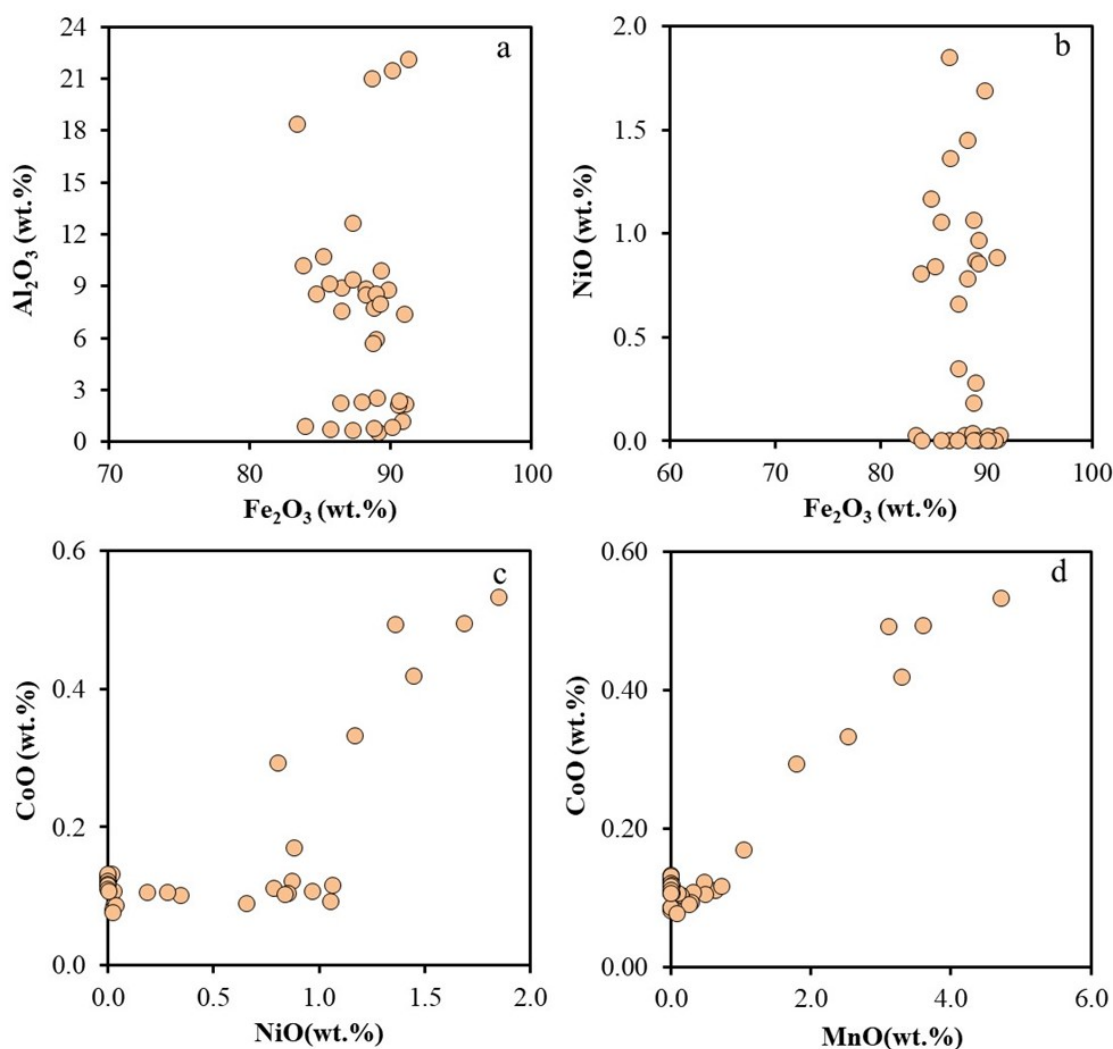 a
24
21
18
15
12
9
6
3
0
Al₂O₃ (wt.%)
70 80 90 100
Fe₂O₃ (wt.%)
b
2.0
1.5
1.0
0.5
0.0
NiO (wt.%)
60 70 80 90 100
Fe₂O₃ (wt.%)
c
0.6
0.4
0.2
0.0
CoO (wt.%)
0.0 0.5 1.0 1.5 2.0
NiO(wt.%)
d
0.60
0.40
0.20
0.00
CoO (wt.%)
0.0 2.0 4.0 6.0
MnO(wt.%)